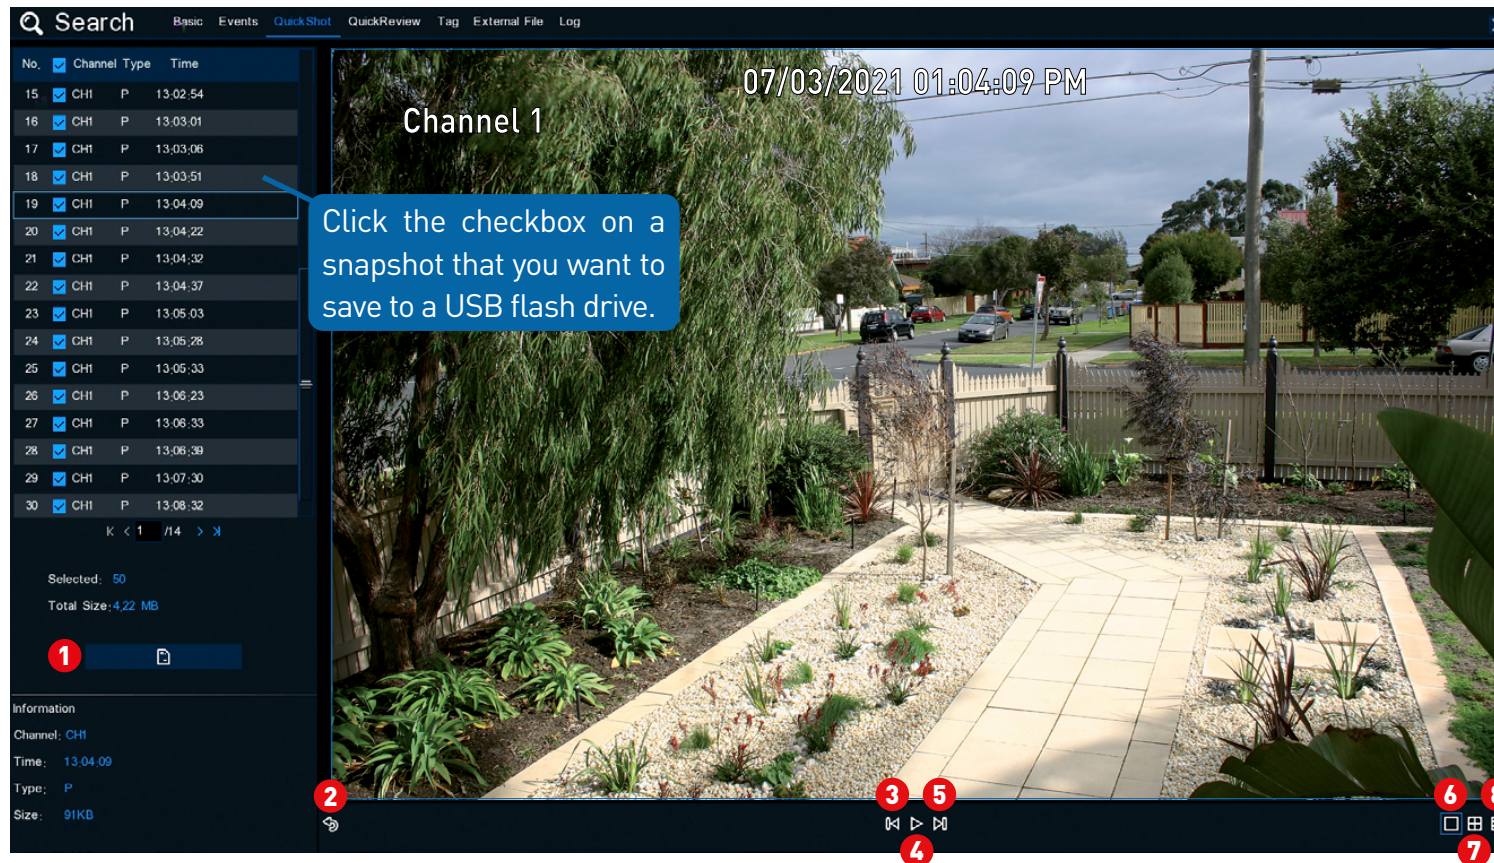 Search Basic Events QuickShot QuickReview Tag External File Log
No. Channel Type Time
15 CH1 P 13:02:54
16 CH1 P 13:03:01
17 CH1 P 13:03:06
18 CH1 P 13:03:51
19 CH1 P 13:04:09
20 CH1 P 13:04:22
21 CH1 P 13:04:32
22 CH1 P 13:04:37
23 CH1 P 13:05:03
24 CH1 P 13:05:28
25 CH1 P 13:05:33
26 CH1 P 13:06:23
27 CH1 P 13:06:33
28 CH1 P 13:06:39
29 CH1 P 13:07:30
30 CH1 P 13:08:32
1 /14
Selected: 50
Total Size: 4,22 MB
1
Information
Channel: CH1
Time: 13:04:09
Type: P
Size: 91KB
07/03/2021 01:04:09 PM
Channel 1
Click the checkbox on a
snapshot that you want to
save to a USB flash drive.
2
3
5
4
6
8
7